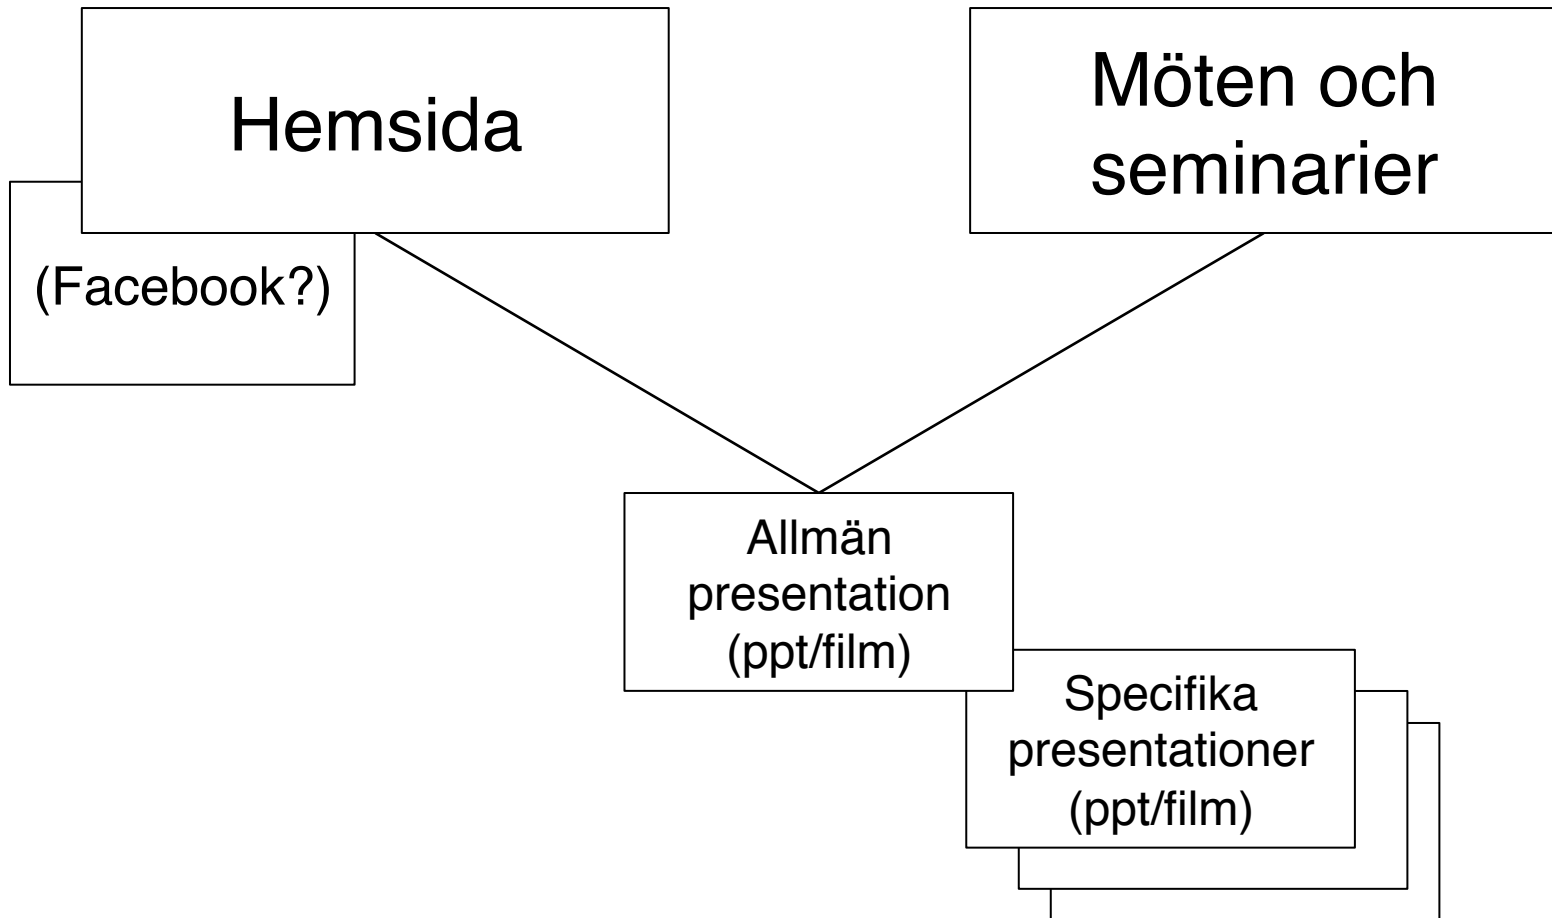 Hemsida
Möten och
seminarier
(Facebook?)
Allmän
presentation
(ppt/film)
Specifika
presentationer
(ppt/film)